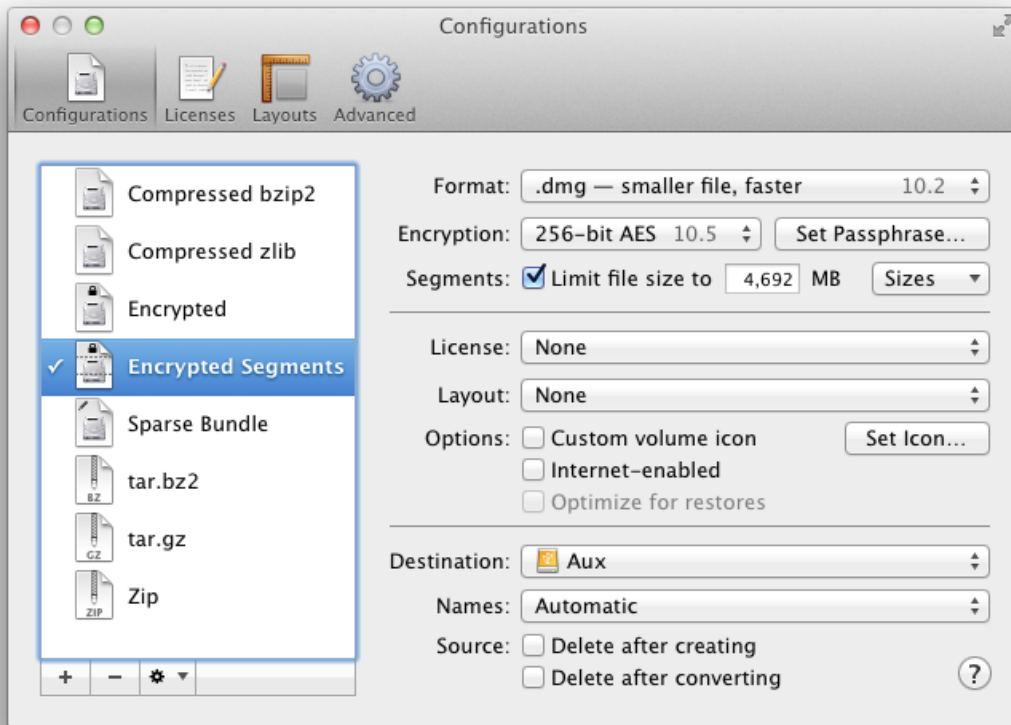 Configurations
Configurations Licenses Layouts Advanced
Compressed bzip2
Compressed zlib
Encrypted
✓ Encrypted Segments
Sparse Bundle
BZ tar.bz2
GZ tar.gz
ZIP Zip
Format: .dmg — smaller file, faster 10.2
Encryption: 256-bit AES 10.5 Set Passphrase...
Segments: Limit file size to 4,692 MB Sizes
License: None
Layout: None
Options: Custom volume icon Set Icon...
Internet-enabled
Optimize for restores
Destination: Aux
Names: Automatic
Source: Delete after creating
Delete after converting
+ − ?